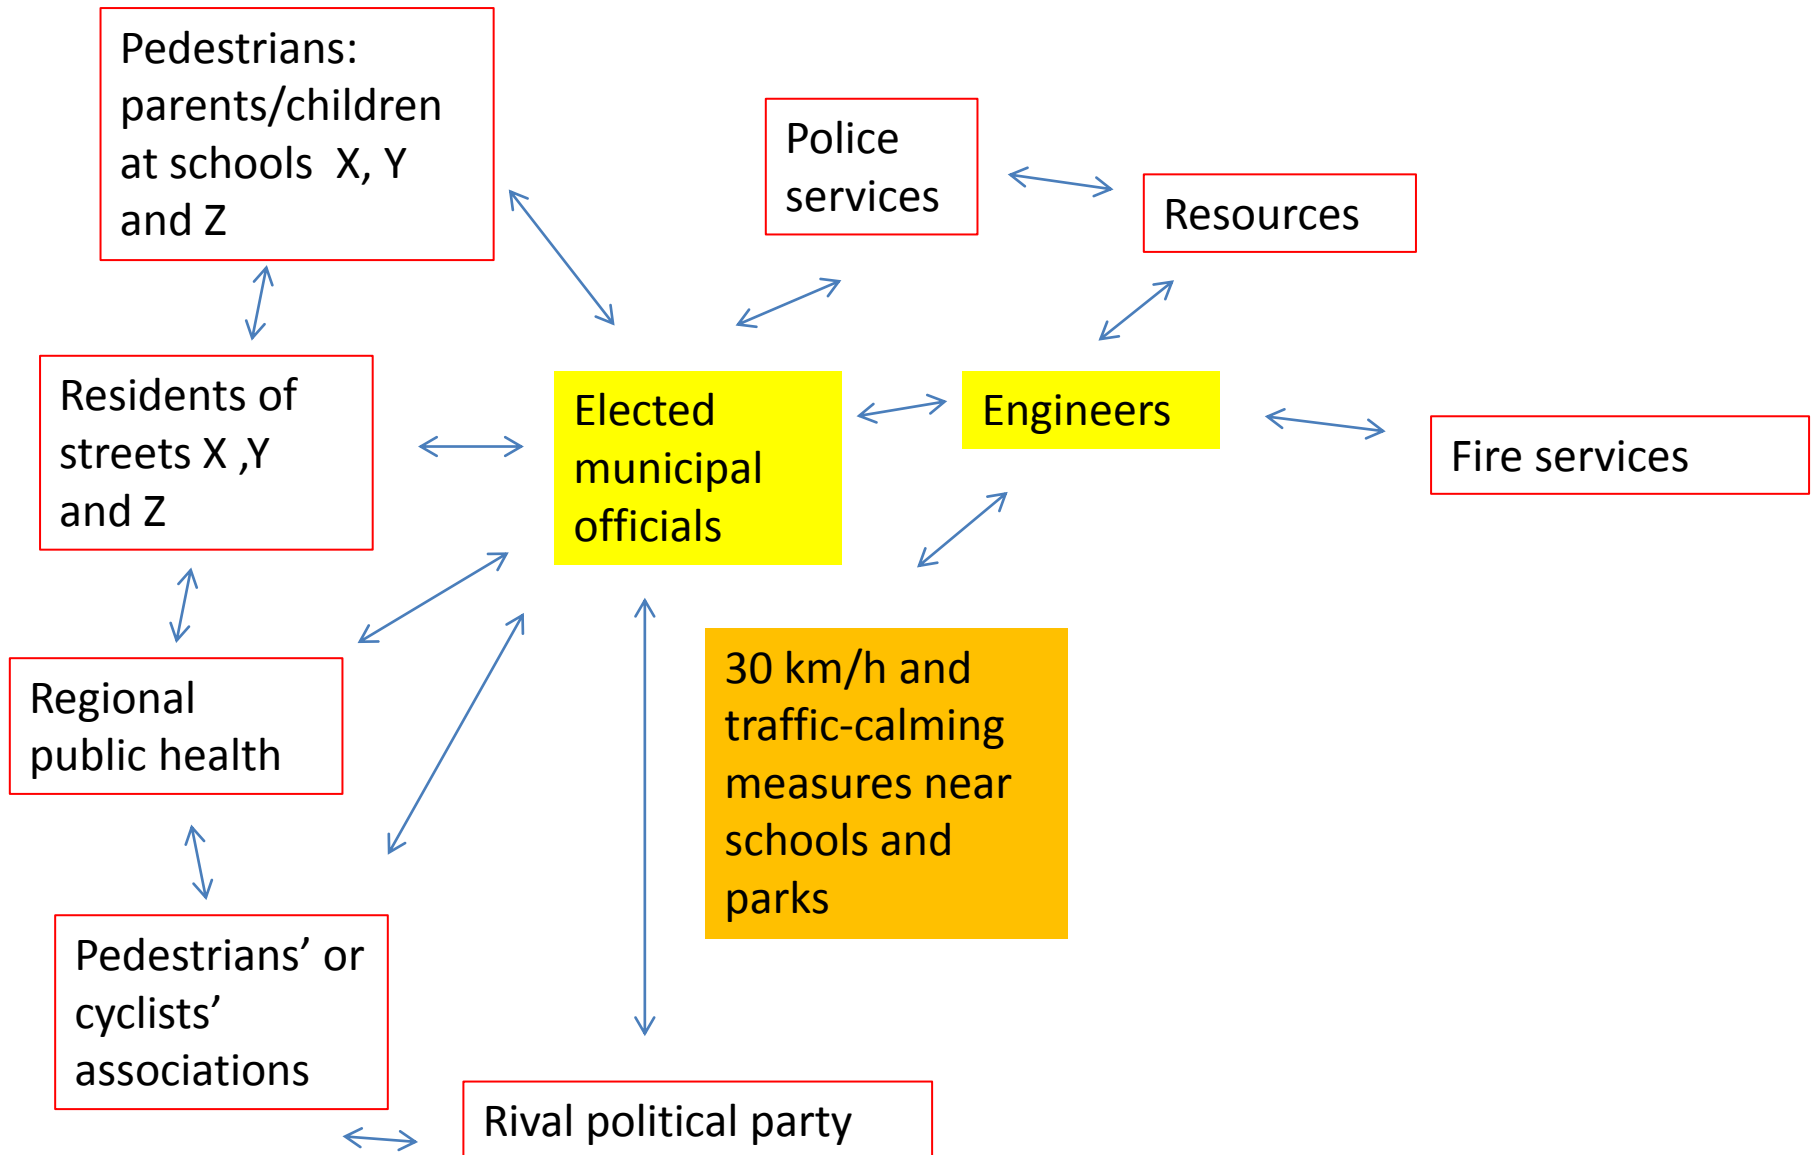 Pedestrians:
parents/children
at schools  X, Y
and Z
Police
services
Resources
Residents of
streets X ,Y
and Z
Elected
municipal
officials
Engineers
Fire services
Regional
public health
30 km/h and
traffic-calming
measures near
schools and
parks
Pedestrians’ or
cyclists’
associations
Rival political party